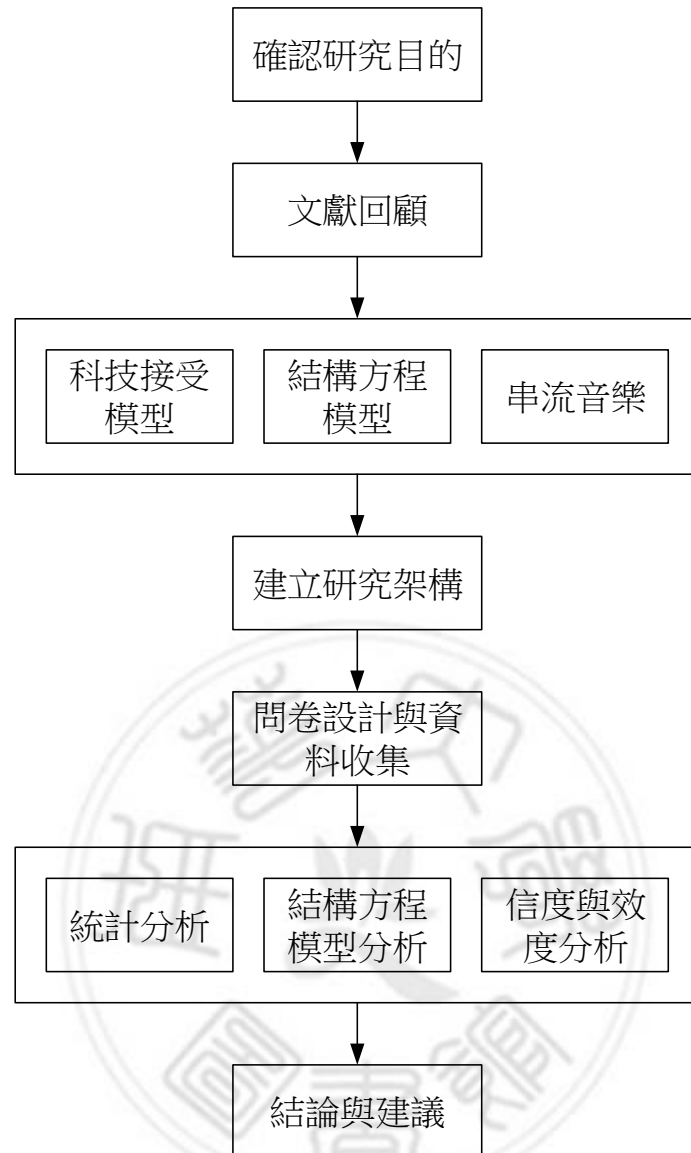 確認研究目的
文獻回顧
科技接受
模型
結構方程
模型
串流音樂
建立研究架構
問卷設計與資
料收集
統計分析
結構方程
模型分析
信度與效
度分析
結論與建議